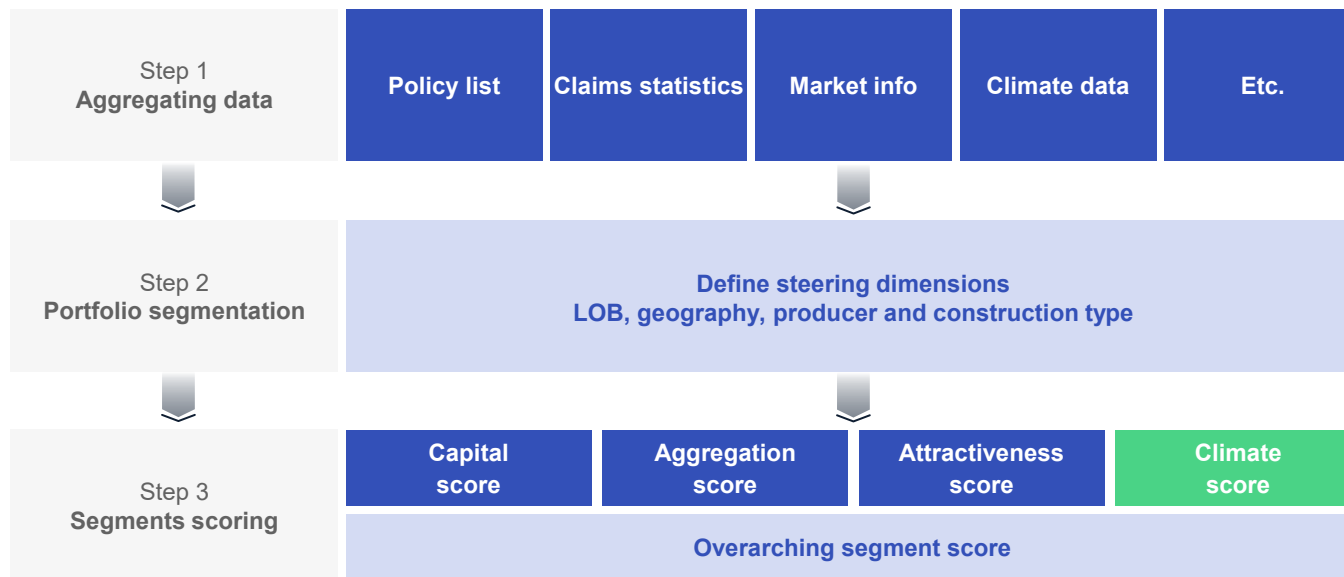 Step 1
Aggregating data
Policy list
Claims statistics
Market info
Climate data
Etc.
Step 2
Portfolio segmentation
Define steering dimensions
LOB, geography, producer and construction type
Step 3
Segments scoring
Capital
score
Aggregation
score
Attractiveness
score
Climate
score
Overarching segment score